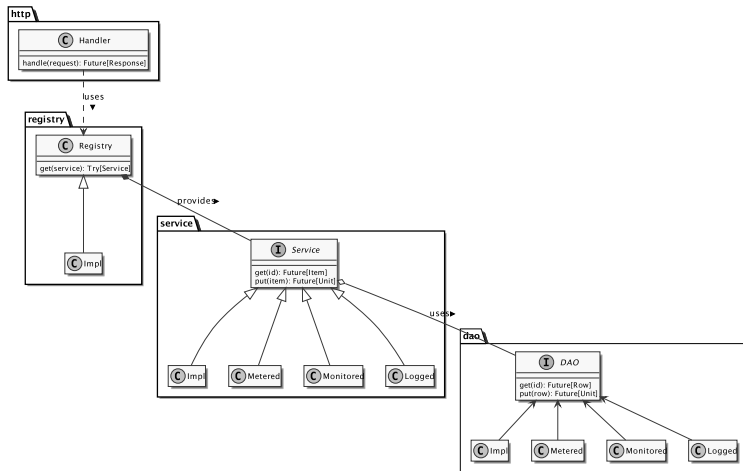 http
C Handler
handle(request): Future[Response]
uses
registry
C Registry
get(service): Try[Service]
C Impl
provides
service
I Service
get(id): Future[Item]
put(item): Future[Unit]
C Impl
C Metered
C Monitored
C Logged
uses
dao
I DAO
get(id): Future[Row]
put(row): Future[Unit]
C Impl
C Metered
C Monitored
C Logged